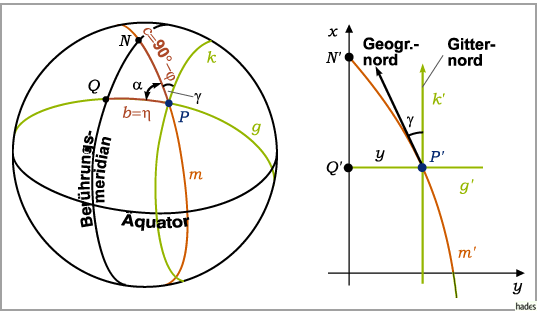 N
c=90°-φ
k
Q
α
γ
b=η
P
g
Berührungs-
meridian
m
Äquator
x
Geogr.-
nord
Gitter-
nord
N'
k'
γ
y
Q'
P'
g'
m'
y
hades